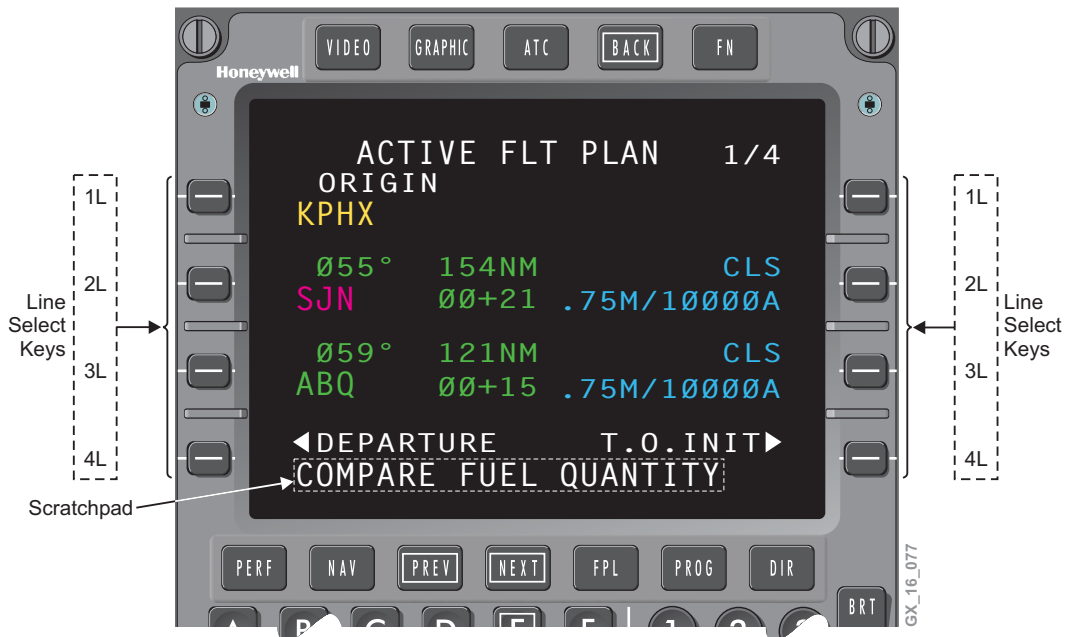 VIDEO GRAPHIC ATC BACK FN
Honeywell
ACTIVE FLT PLAN 1/4
ORIGIN
KPHX
Ø55° 154NM CLS
SJN ØØ+21 .75M/1ØØØØA
Ø59° 121NM CLS
ABQ ØØ+15 .75M/1ØØØØA
◀DEPARTURE T.O.INIT▶
COMPARE FUEL QUANTITY
1L
2L
3L
4L
Line
Select
Keys
Scratchpad
1L
2L
3L
4L
Line
Select
Keys
PERF NAV PREV NEXT FPL PROG DIR
BRT
A B C D E F 1 2 3
GX_16_077